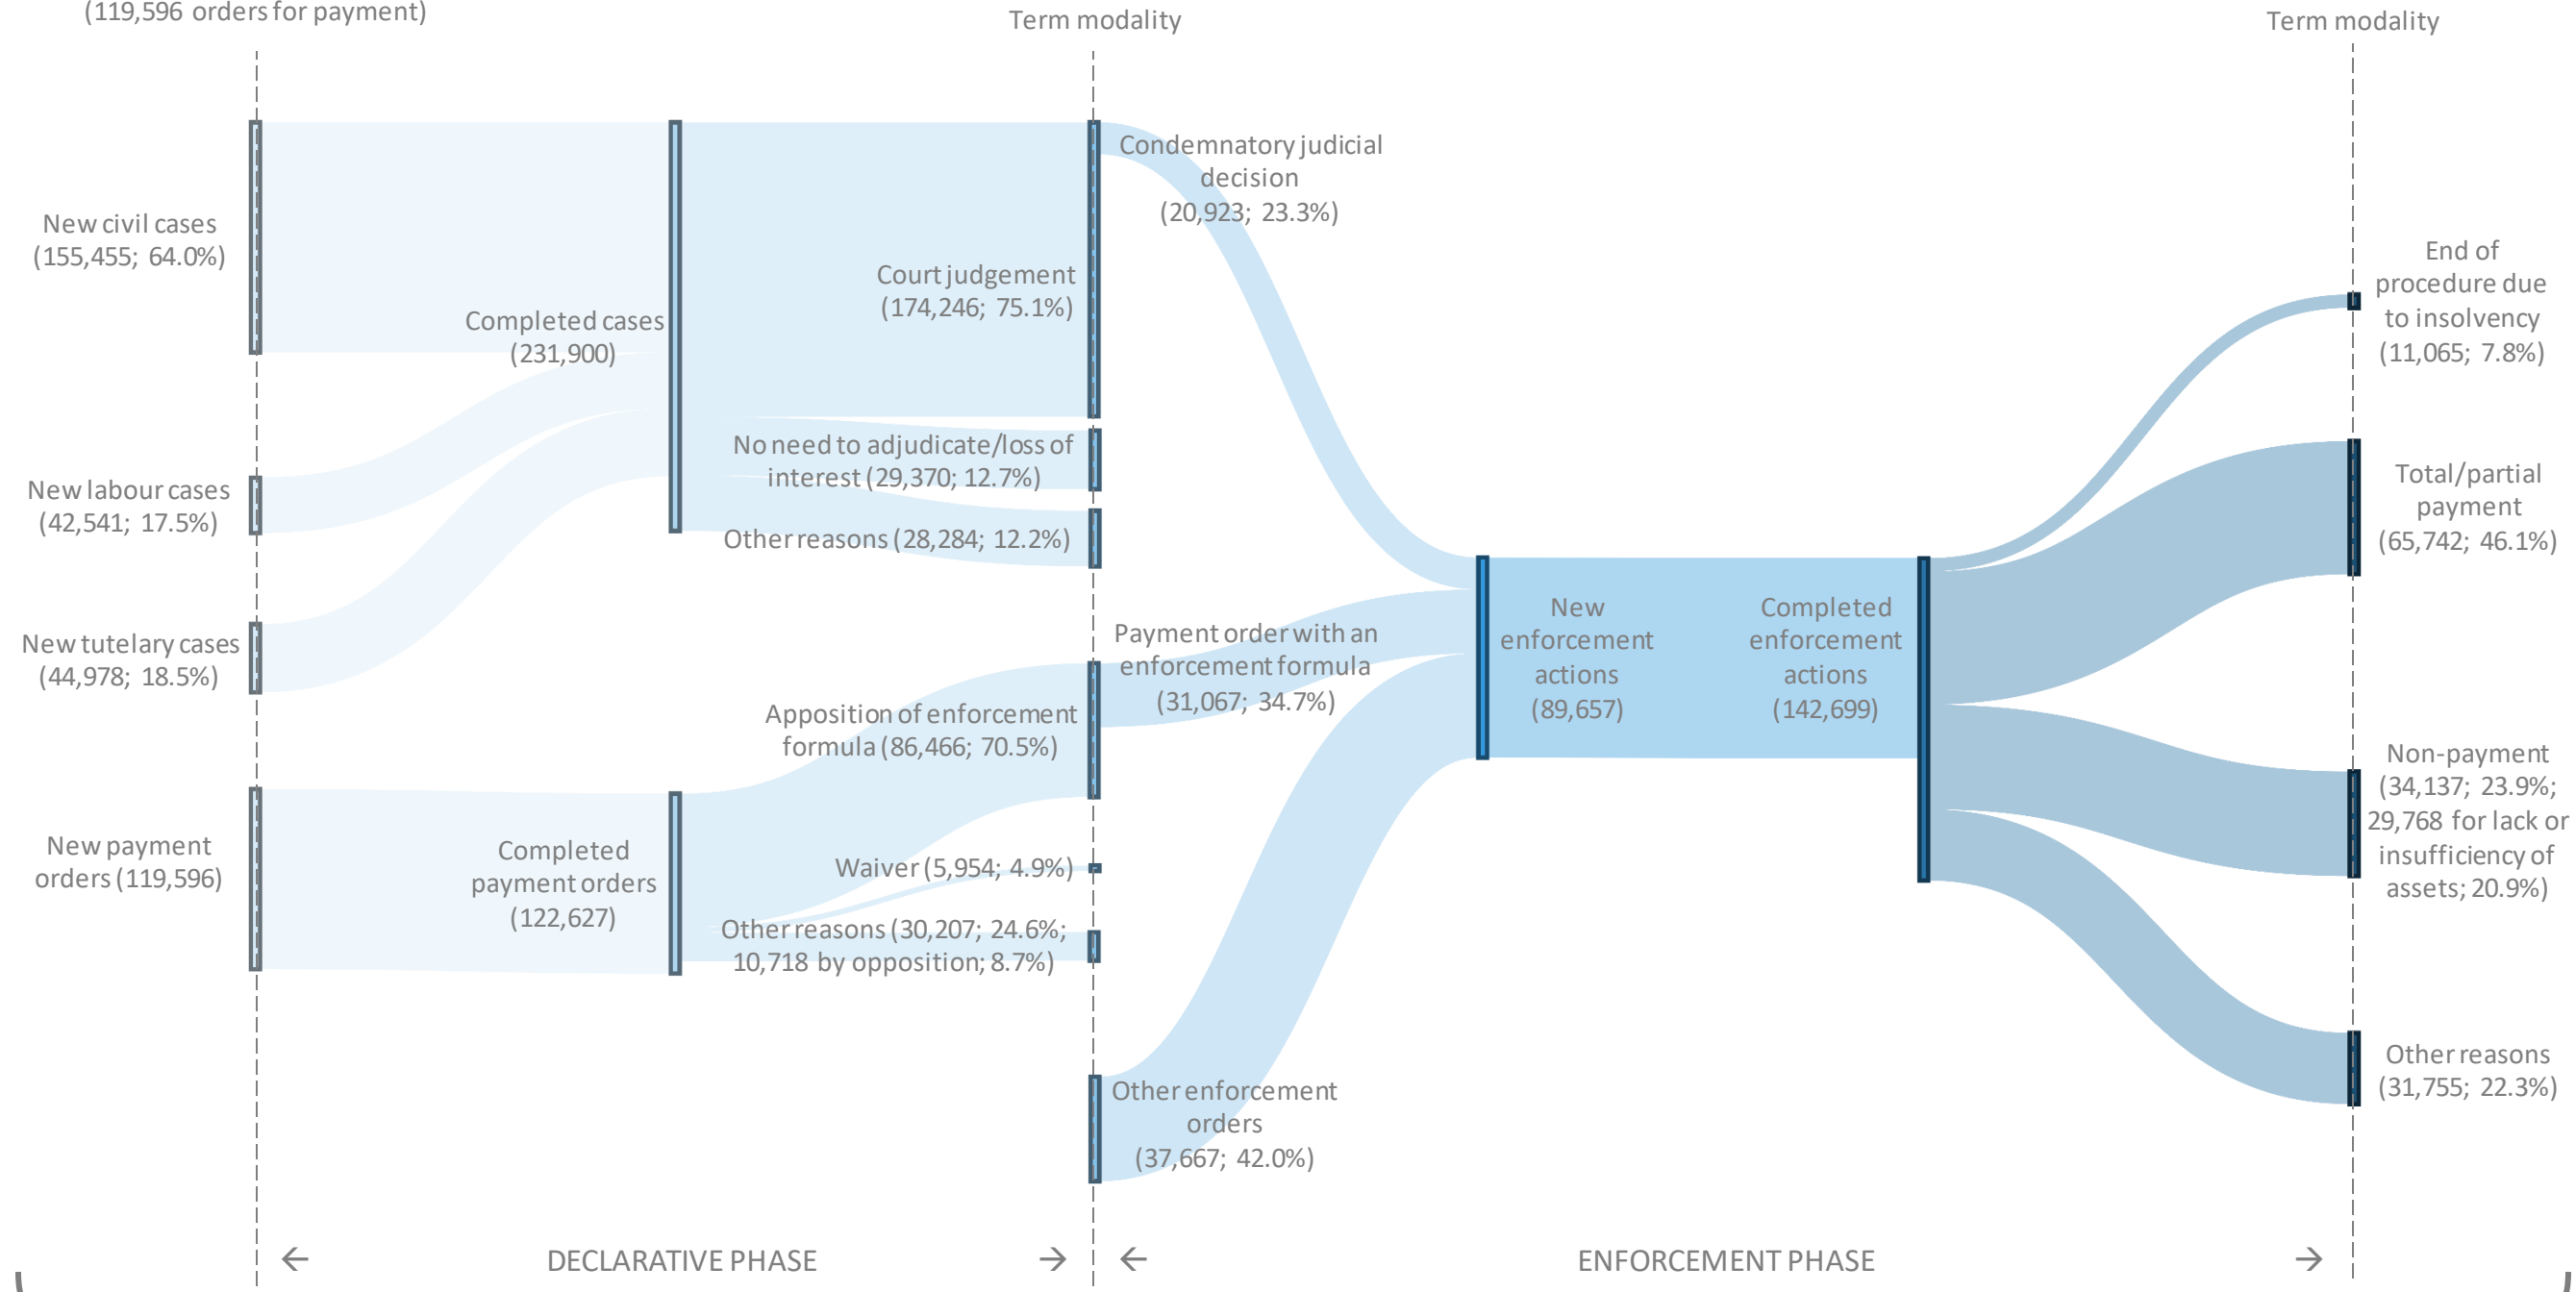 (119,596 orders for payment)
Term modality
Term modality
New civil cases
(155,455; 64.0%)
New labour cases
(42,541; 17.5%)
New tutelary cases
(44,978; 18.5%)
New payment
orders (119,596)
Completed cases
(231,900)
Completed
payment orders
(122,627)
Court judgement
(174,246; 75.1%)
No need to adjudicate/loss of
interest (29,370; 12.7%)
Other reasons (28,284; 12.2%)
Apposition of enforcement
formula (86,466; 70.5%)
Waiver (5,954; 4.9%)
Other reasons (30,207; 24.6%;
10,718 by opposition; 8.7%)
Condemnatory judicial
decision
(20,923; 23.3%)
Payment order with an
enforcement formula
(31,067; 34.7%)
Other enforcement
orders
(37,667; 42.0%)
New
enforcement
actions
(89,657)
Completed
enforcement
actions
(142,699)
End of
procedure due
to insolvency
(11,065; 7.8%)
Total/partial
payment
(65,742; 46.1%)
Non-payment
(34,137; 23.9%;
29,768 for lack or
insufficiency of
assets; 20.9%)
Other reasons
(31,755; 22.3%)
← DECLARATIVE PHASE →
← ENFORCEMENT PHASE →